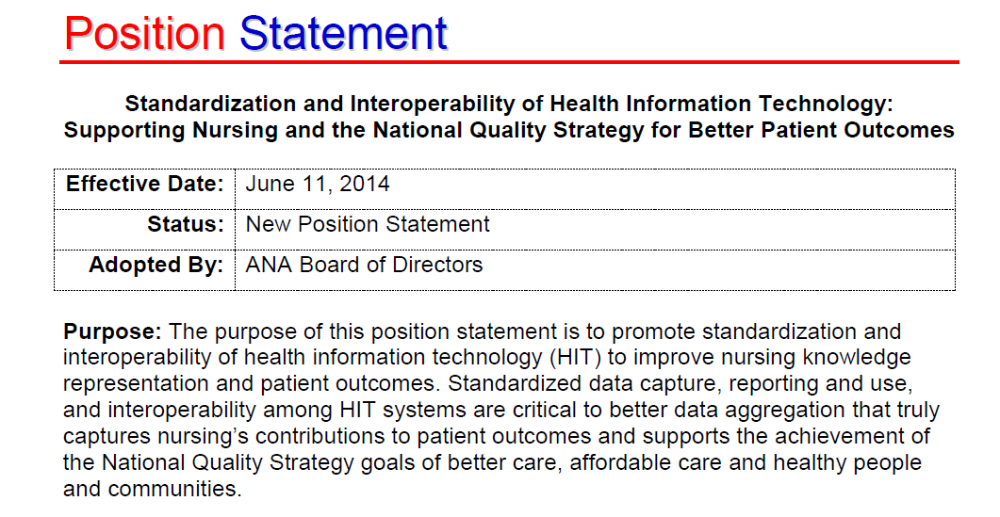 Position Statement
Standardization and Interoperability of Health Information Technology:
Supporting Nursing and the National Quality Strategy for Better Patient Outcomes
Effective Date: June 11, 2014
Status: New Position Statement
Adopted By: ANA Board of Directors
Purpose: The purpose of this position statement is to promote standardization and
interoperability of health information technology (HIT) to improve nursing knowledge
representation and patient outcomes. Standardized data capture, reporting and use,
and interoperability among HIT systems are critical to better data aggregation that truly
captures nursing’s contributions to patient outcomes and supports the achievement of
the National Quality Strategy goals of better care, affordable care and healthy people
and communities.